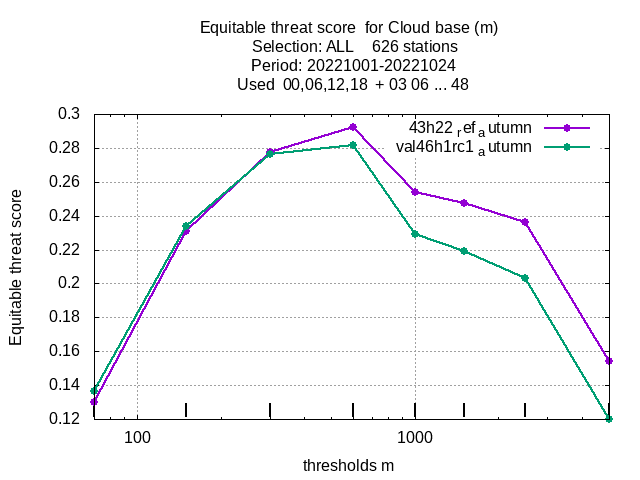 Equitable threat score  for Cloud base (m)
Selection: ALL    626 stations
Period: 20221001-20221024
Used  00,06,12,18  + 03 06 ... 48
43h22 ref a utumn
val46h1rc1 a utumn
Equitable threat score
0.3
0.28
0.26
0.24
0.22
0.2
0.18
0.16
0.14
0.12
100
1000
thresholds m